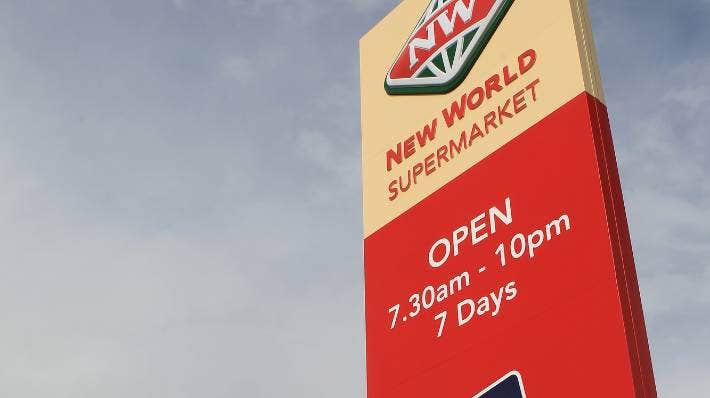 NW
NEW WORLD
SUPERMARKET
OPEN
7.30am - 10pm
7 Days